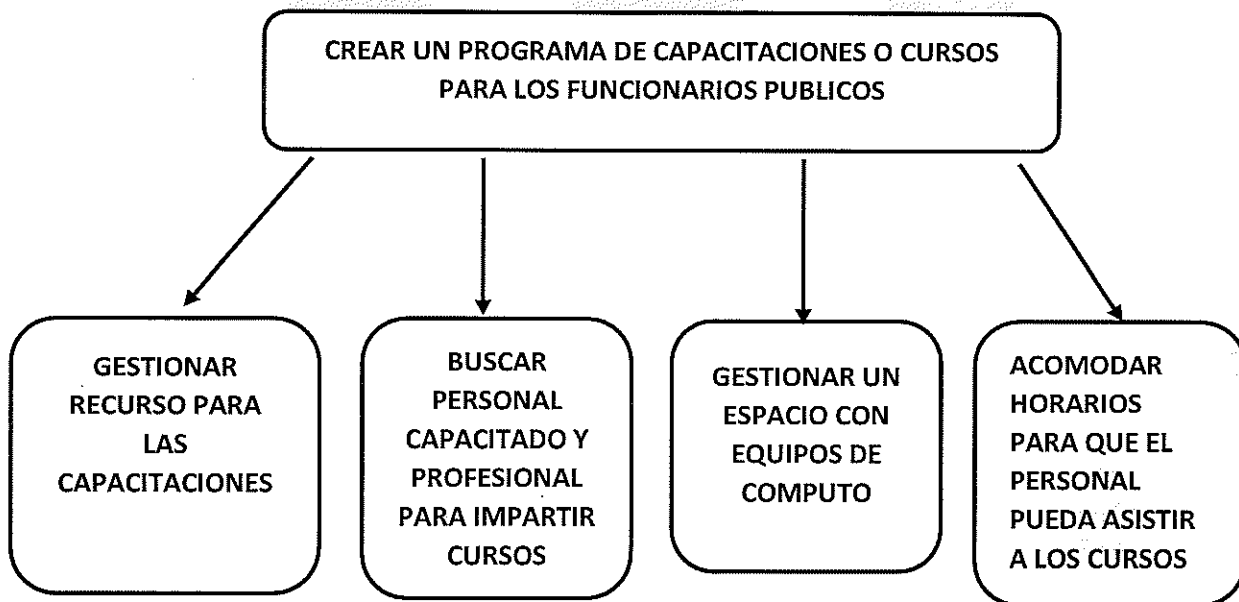 CREAR UN PROGRAMA DE CAPACITACIONES O CURSOS
PARA LOS FUNCIONARIOS PUBLICOS
GESTIONAR
RECURSO PARA
LAS
CAPACITACIONES
BUSCAR
PERSONAL
CAPACITADO Y
PROFESIONAL
PARA IMPARTIR
CURSOS
GESTIONAR UN
ESPACIO CON
EQUIPOS DE
COMPUTO
ACOMODAR
HORARIOS
PARA QUE EL
PERSONAL
PUEDA ASISTIR
A LOS CURSOS